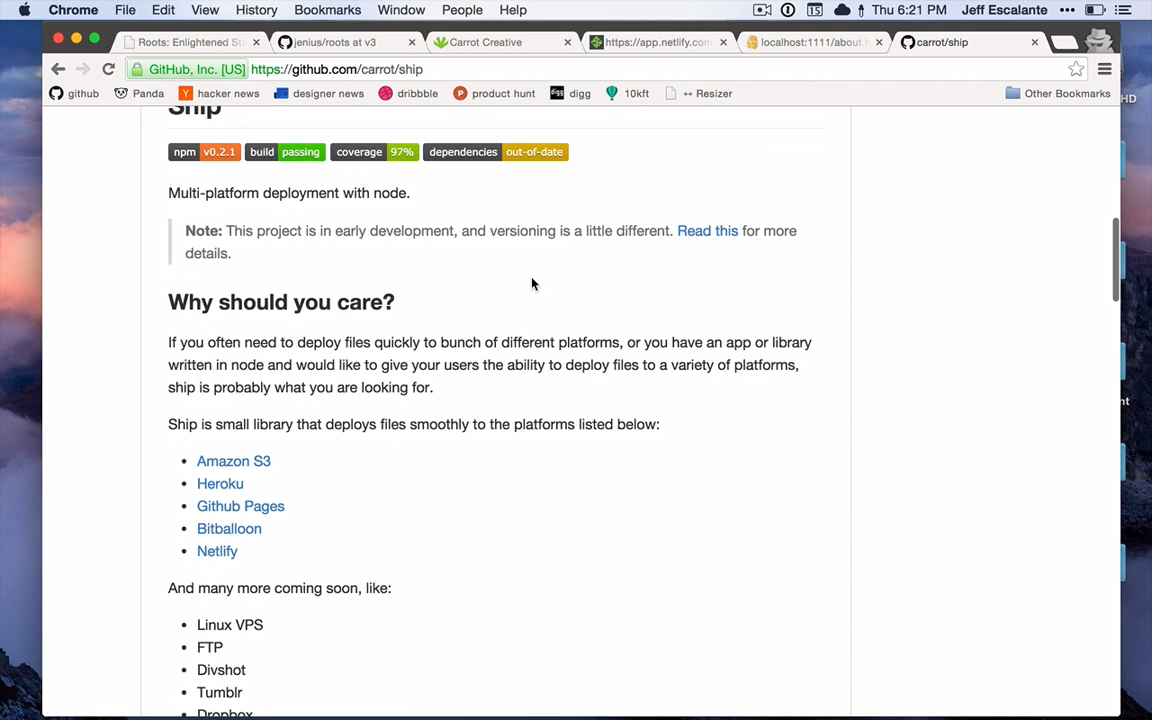 Chrome File Edit View History Bookmarks Window People Help 15 Thu 6:21 PM Jeff Escalante
Roots: Enlightened Sta jenius/roots at v3 Carrot Creative https://app.netlify.com localhost:1111/about.h carrot/ship
GitHub, Inc. [US] https://github.com/carrot/ship
github Panda hacker news designer news dribbble product hunt digg 10kft ↔ Resizer Other Bookmarks
HD
Ship
npm v0.2.1 build passing coverage 97% dependencies out-of-date
Multi-platform deployment with node.
Note: This project is in early development, and versioning is a little different. Read this for more
details.
Why should you care?
If you often need to deploy files quickly to bunch of different platforms, or you have an app or library
written in node and would like to give your users the ability to deploy files to a variety of platforms,
ship is probably what you are looking for.
nt
Ship is small library that deploys files smoothly to the platforms listed below:
Amazon S3
Heroku
Github Pages
Bitballoon
Netlify
And many more coming soon, like:
Linux VPS
FTP
Divshot
Tumblr
Dropbox